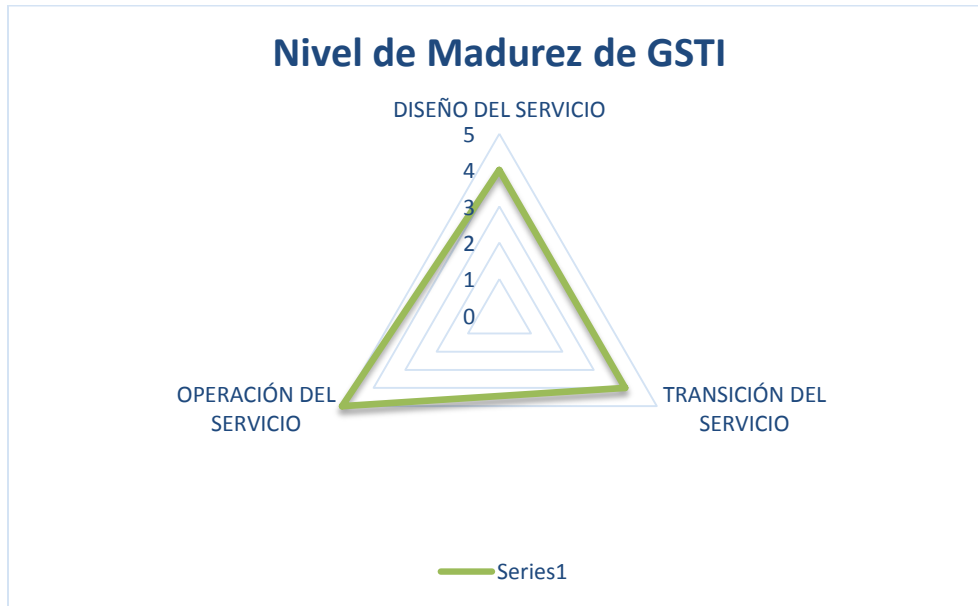 Nivel de Madurez de GSTI
DISEÑO DEL SERVICIO
5
4
3
2
1
0
OPERACIÓN DEL
SERVICIO
TRANSICIÓN DEL
SERVICIO
Series1